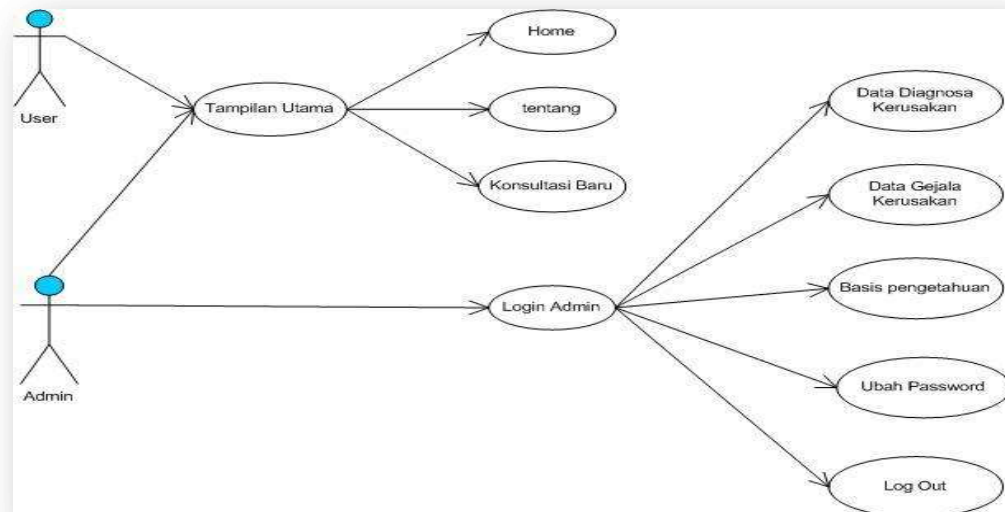 User
Tampilan Utama
Home
tentang
Konsultasi Baru
Admin
Login Admin
Data Diagnosa
Kerusakan
Data Gejala
Kerusakan
Basis pengetahuan
Ubah Password
Log Out